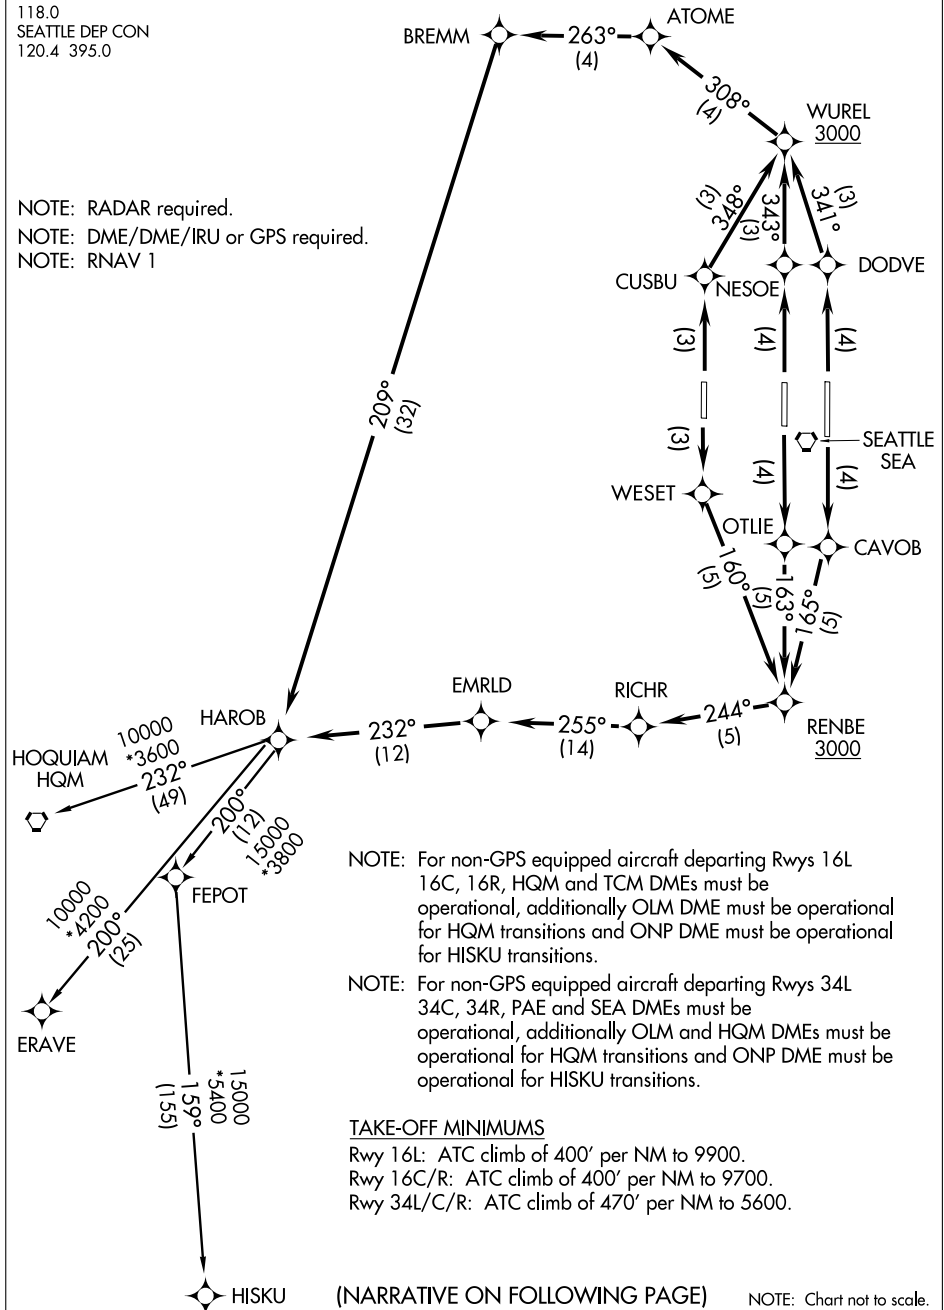 118.0
SEATTLE DEP CON
120.4 395.0
ATOME
BREMM
263°
(4)
308°
(4)
WUREL
3000
NOTE: RADAR required.
NOTE: DME/DME/IRU or GPS required.
NOTE: RNAV 1
(3)
348°
(3)
343°
(3)
341°
CUSBU
NESOE
DODVE
(3)
(4)
(4)
209°
(32)
SEATTLE
SEA
(3)
(4)
(4)
WESET
OTLIE
CAVOB
160°
(5)
(5)
163°
165°
(5)
EMRLD
RICHR
HAROB
232°
(12)
255°
(14)
244°
(5)
RENBE
3000
HOQUIAM
HQM
10000
*3600
232°
(49)
200°
(12)
15000
*3800
FEPOT
10000
*4200
200°
(25)
ERAVE
15000
*5400
159°
(155)
HISKU
NOTE: For non-GPS equipped aircraft departing Rwys 16L
16C, 16R, HQM and TCM DMEs must be
operational, additionally OLM DME must be operational
for HQM transitions and ONP DME must be operational
for HISKU transitions.
NOTE: For non-GPS equipped aircraft departing Rwys 34L
34C, 34R, PAE and SEA DMEs must be
operational, additionally OLM and HQM DMEs must be
operational for HQM transitions and ONP DME must be
operational for HISKU transitions.
TAKE-OFF MINIMUMS
Rwy 16L: ATC climb of 400' per NM to 9900.
Rwy 16C/R: ATC climb of 400' per NM to 9700.
Rwy 34L/C/R: ATC climb of 470' per NM to 5600.
(NARRATIVE ON FOLLOWING PAGE)
NOTE: Chart not to scale.